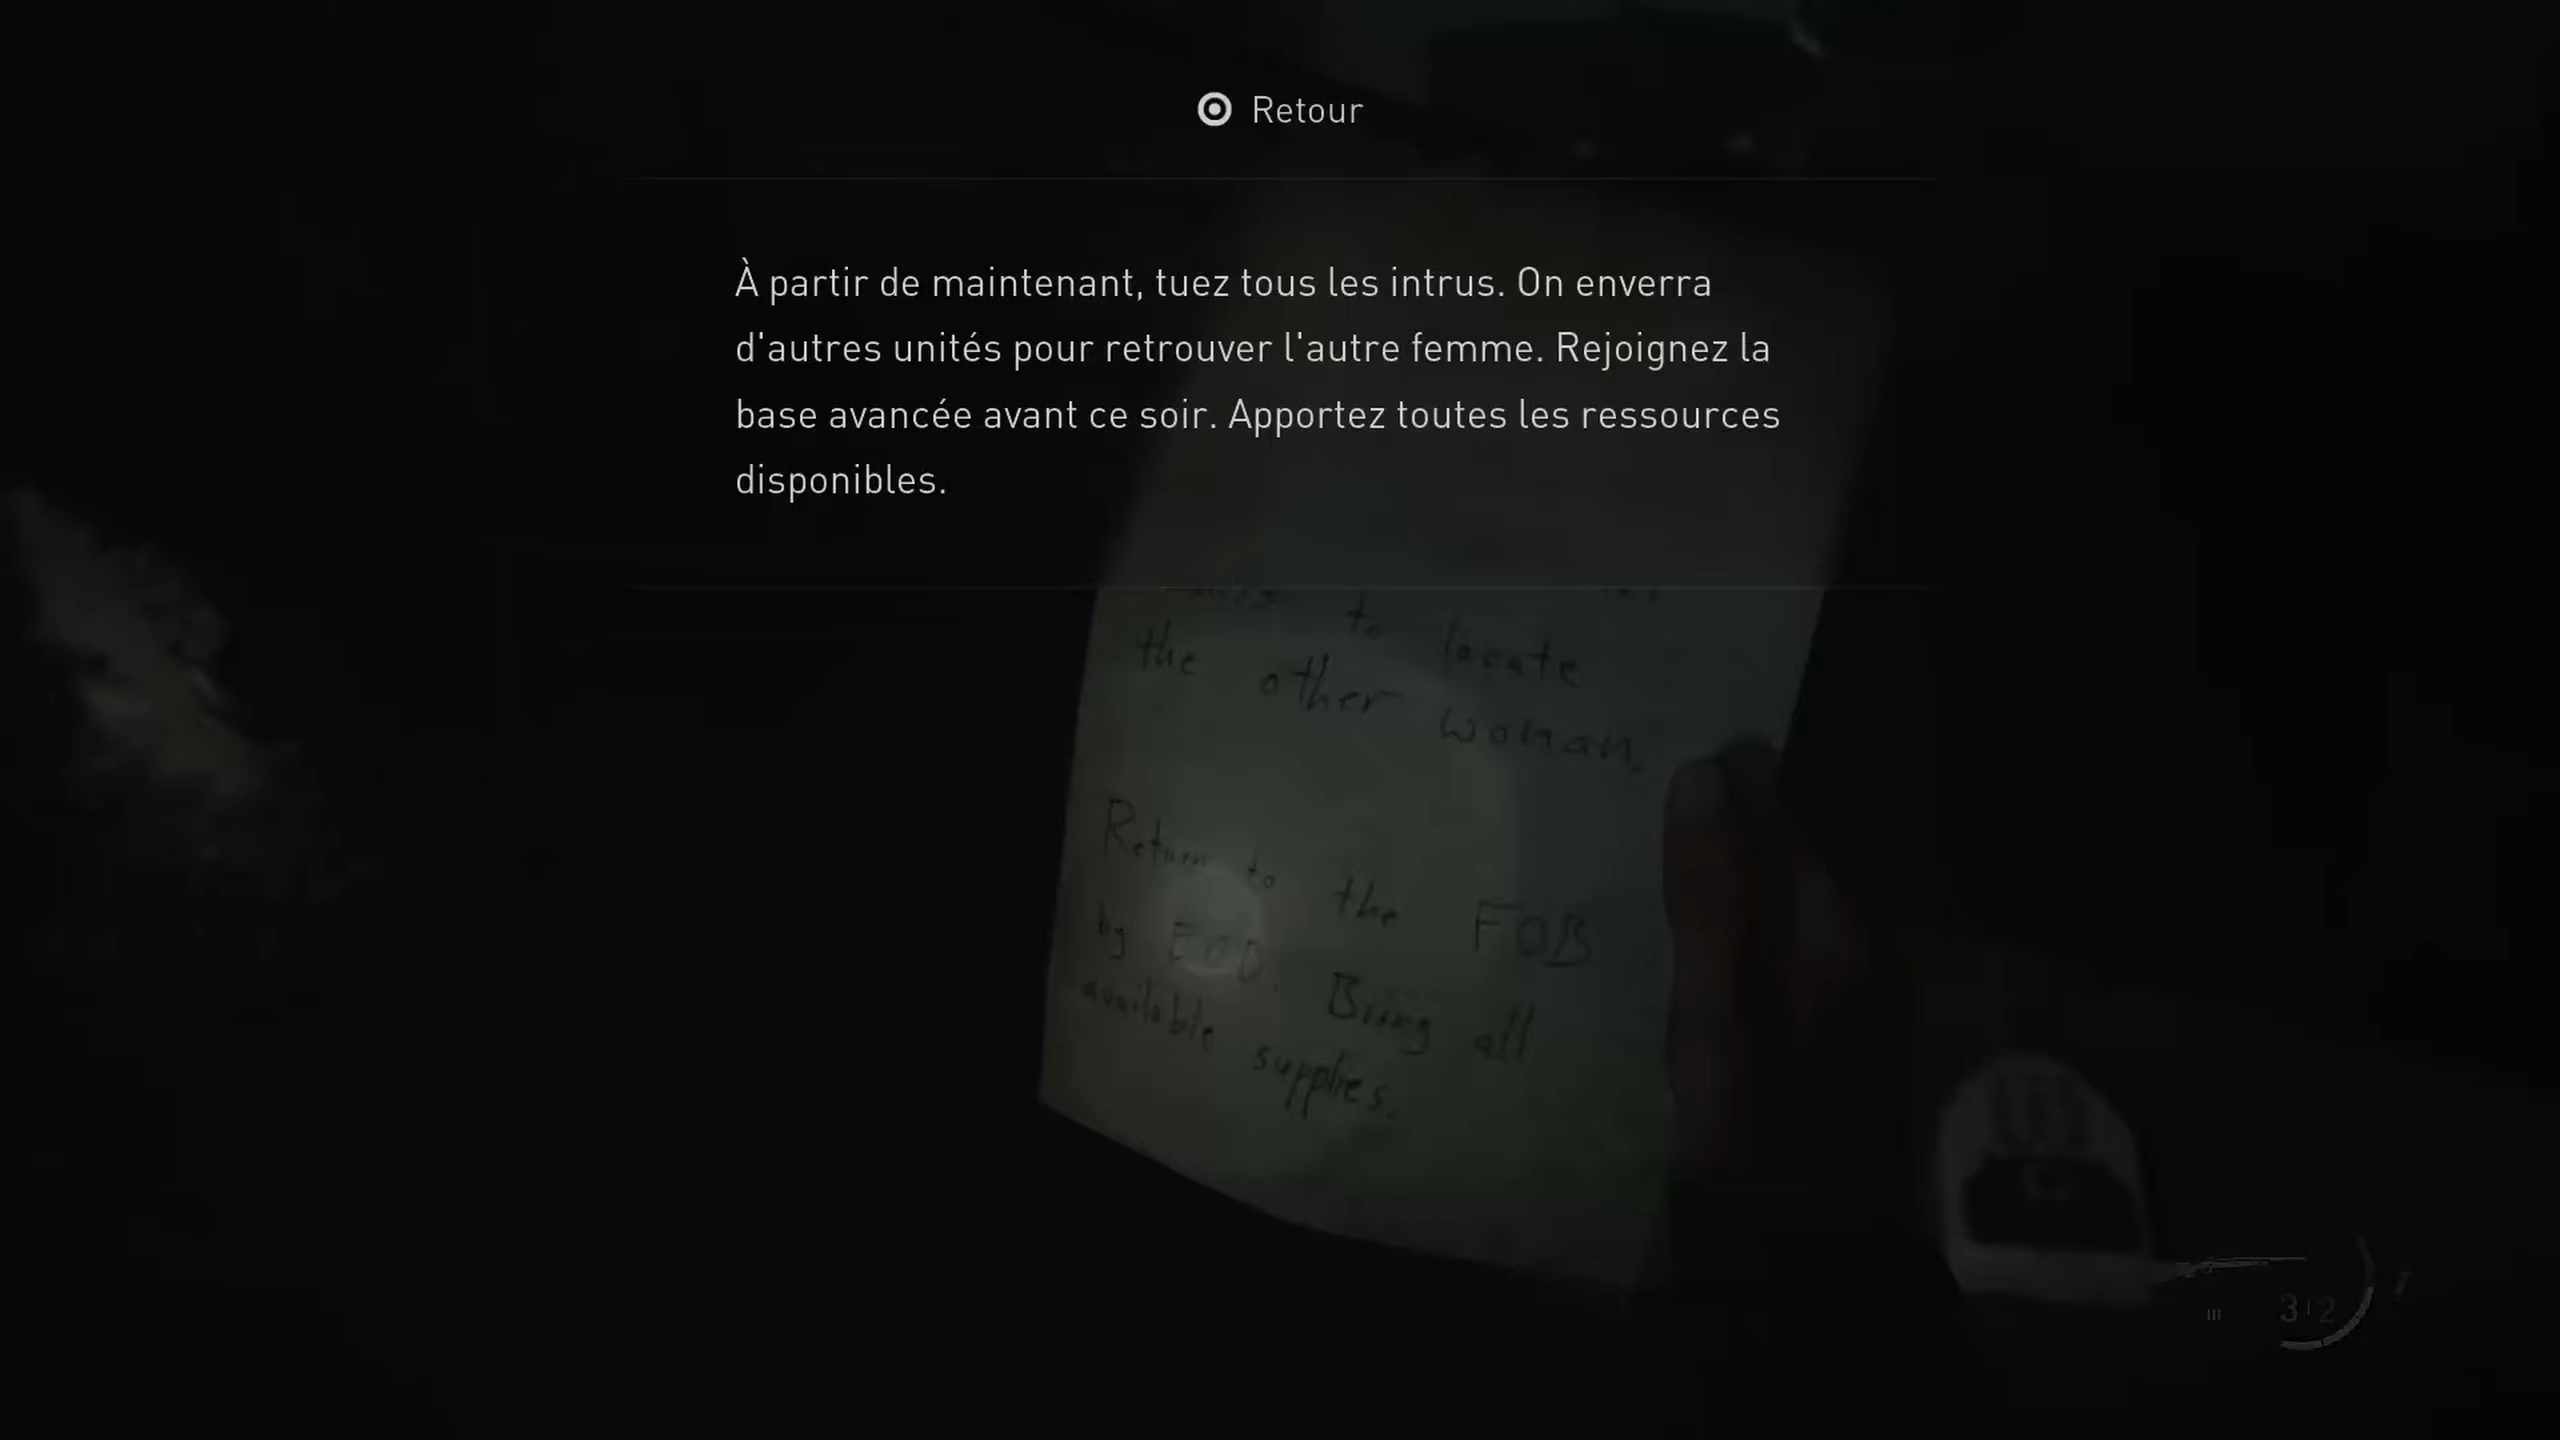 Retour
À partir de maintenant, tuez tous les intrus. On enverra
d'autres unités pour retrouver l'autre femme. Rejoignez la
base avancée avant ce soir. Apportez toutes les ressources
disponibles.
to locate
the other woman.
Return to the FOB
by EOD. Bring all
available supplies.
3 2